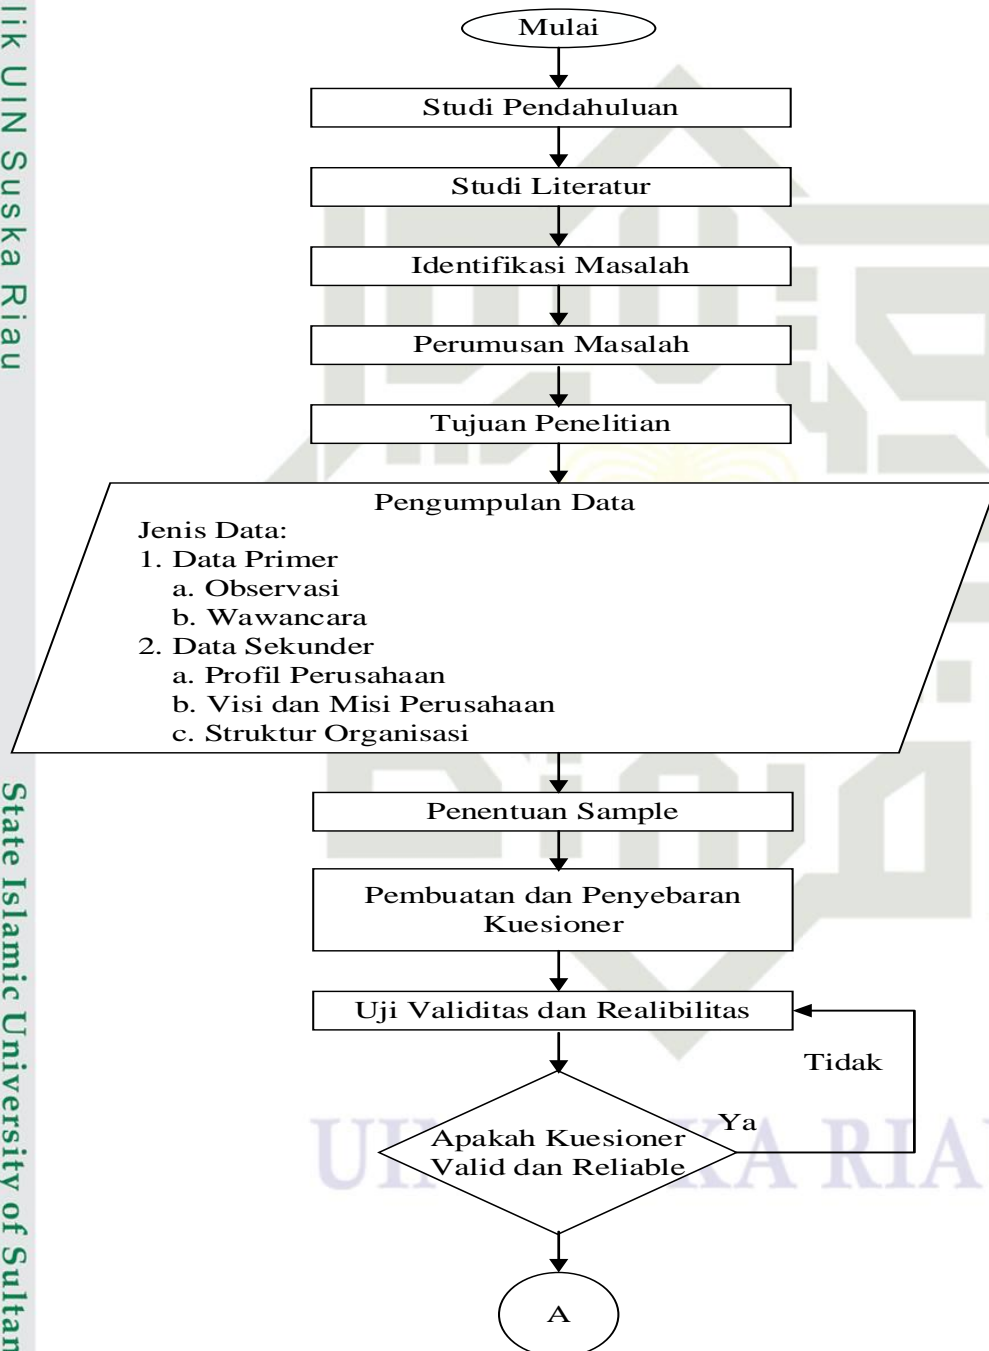 Mulai
Studi Pendahuluan
Studi Literatur
Identifikasi Masalah
Perumusan Masalah
Tujuan Penelitian
Pengumpulan Data
Jenis Data:
1. Data Primer
a. Observasi
b. Wawancara
2. Data Sekunder
a. Profil Perusahaan
b. Visi dan Misi Perusahaan
c. Struktur Organisasi
Penentuan Sample
Pembuatan dan Penyebaran
Kuesioner
Uji Validitas dan Realibilitas
Tidak
Ya
Apakah Kuesioner
Valid dan Reliable
A
lik UIN Suska Riau
State Islamic University of Sultan